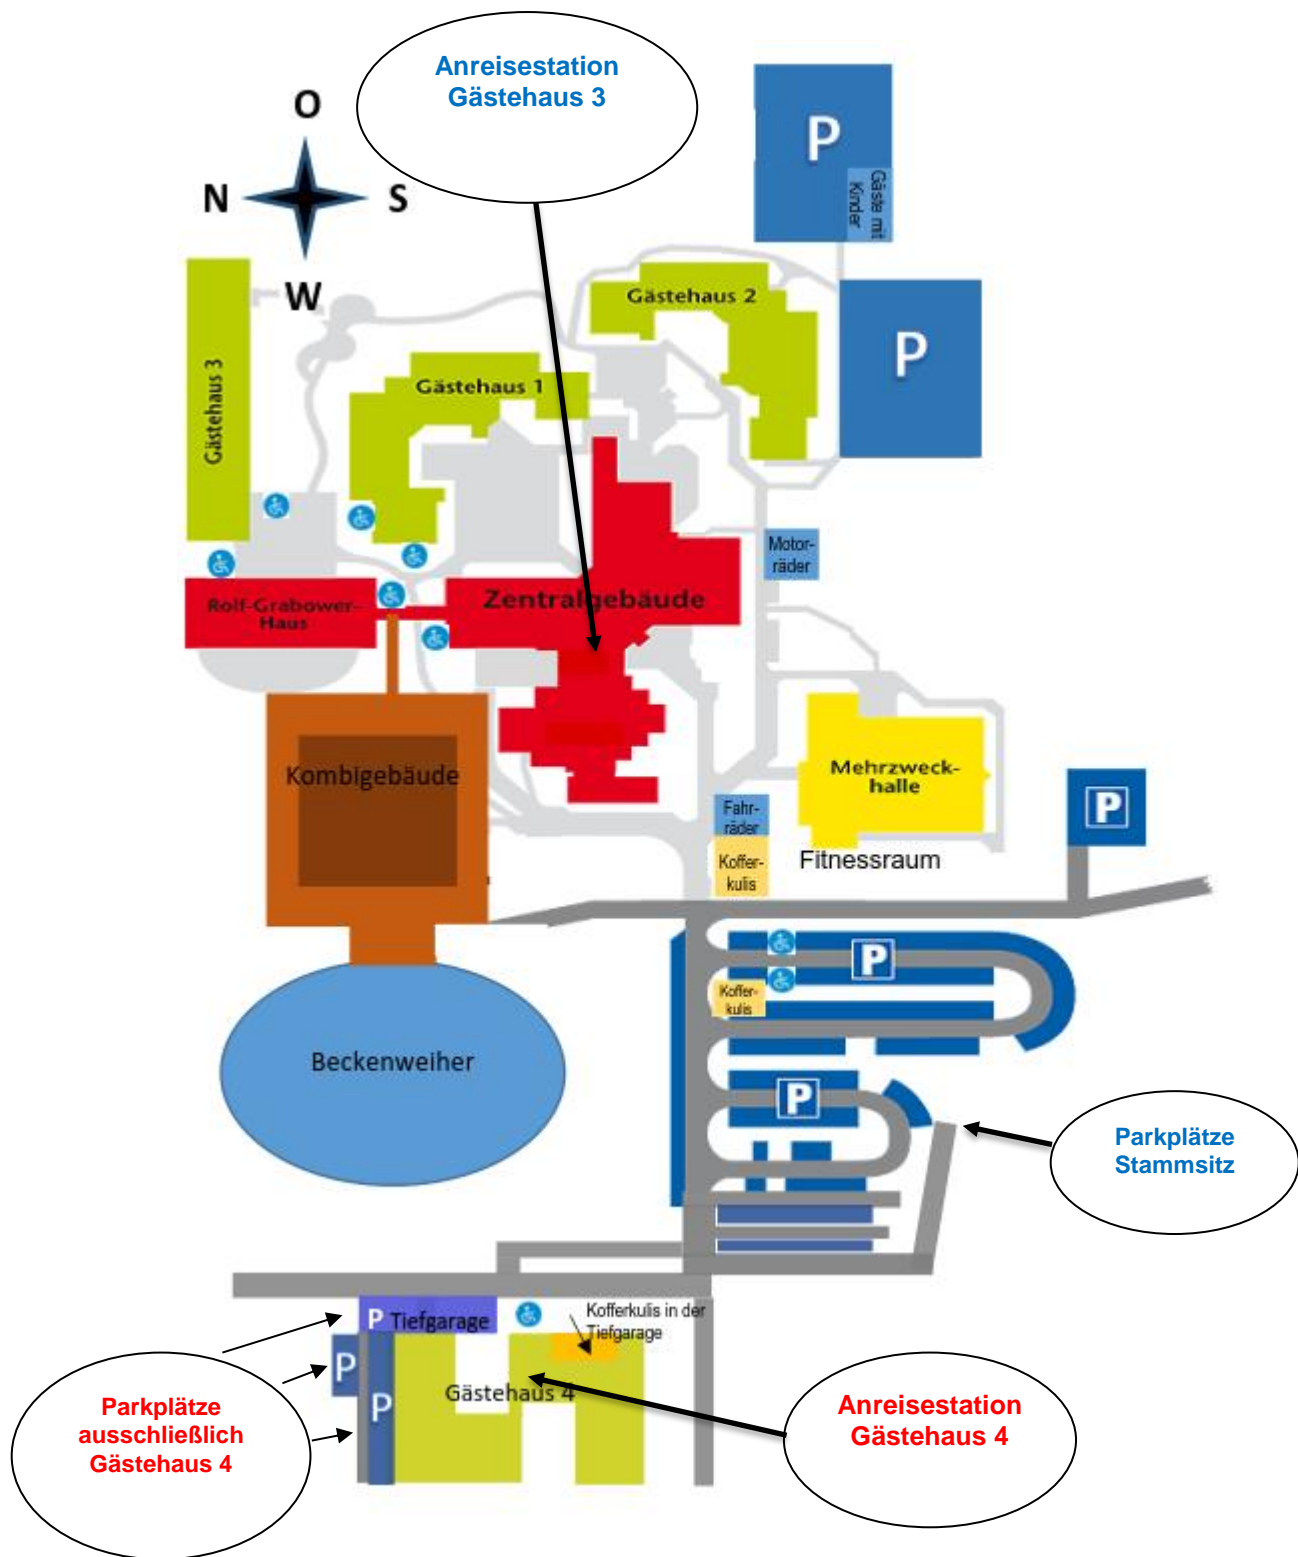 Anreisestation
Gästehaus 3
O
N
S
W
P
Gäste mit
Kinder
P
Gästehaus 2
Gästehaus 1
Gästehaus 3
Motor-
räder
Rolf-Grabower-
Haus
Zentralgebäude
Kombigebäude
Mehrzweck-
halle
Fahr-
räder
Koffer-
kulis
Fitnessraum
P
P
Koffer-
kulis
Beckenweiher
P
Parkplätze
Stammsitz
P Tiefgarage
Kofferkulis in der
Tiefgarage
P
P
Gästehaus 4
Parkplätze
ausschließlich
Gästehaus 4
Anreisestation
Gästehaus 4